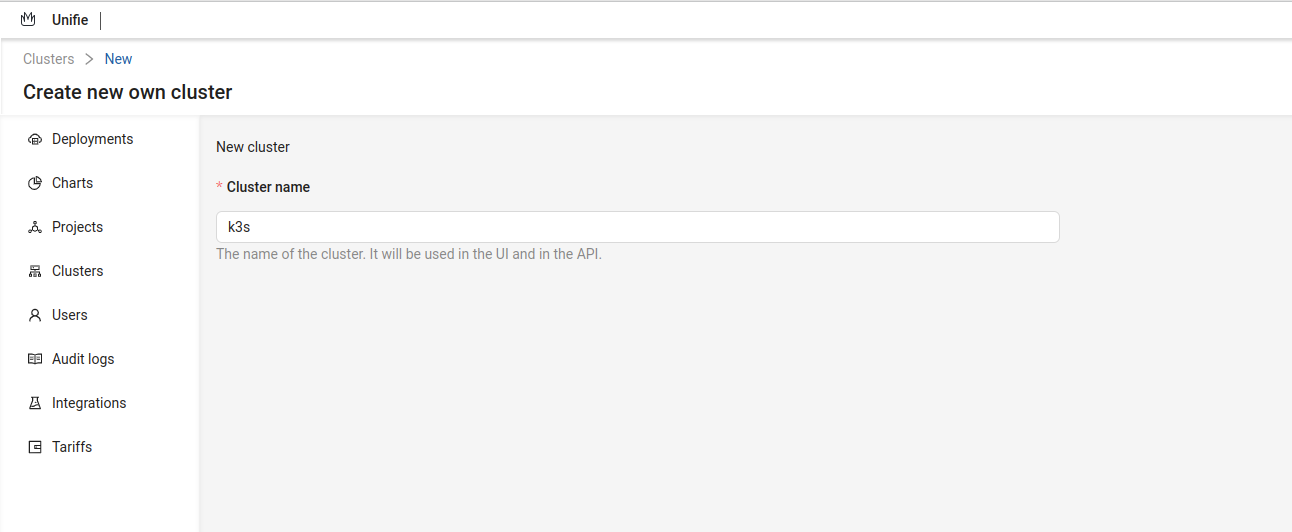 Unifie
Clusters > New
Create new own cluster
Deployments
Charts
Projects
Clusters
Users
Audit logs
Integrations
Tariffs
New cluster
* Cluster name
k3s
The name of the cluster. It will be used in the UI and in the API.